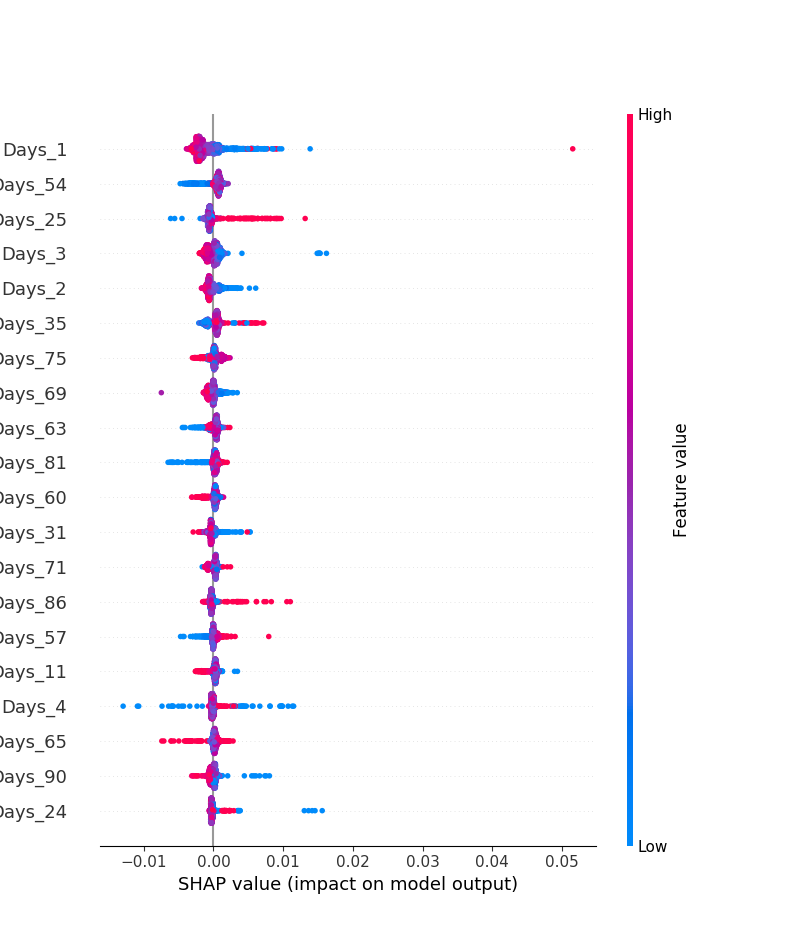 High
Days_1
Days_54
Days_25
Days_3
Days_2
Days_35
Days_75
Days_69
Days_63
Days_81
Days_60
Days_31
Days_71
Days_86
Days_57
Days_11
Days_4
Days_65
Days_90
Days_24
Feature value
Low
−0.01 0.00 0.01 0.02 0.03 0.04 0.05
SHAP value (impact on model output)